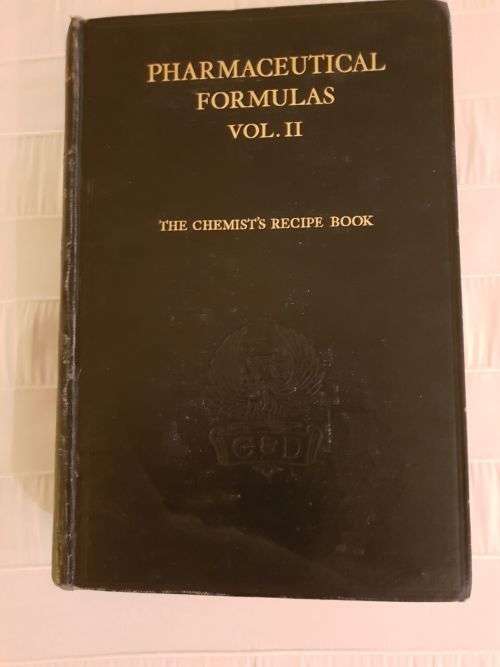 PHARMACEUTICAL
FORMULAS
VOL. II
THE CHEMIST'S RECIPE BOOK
C&D